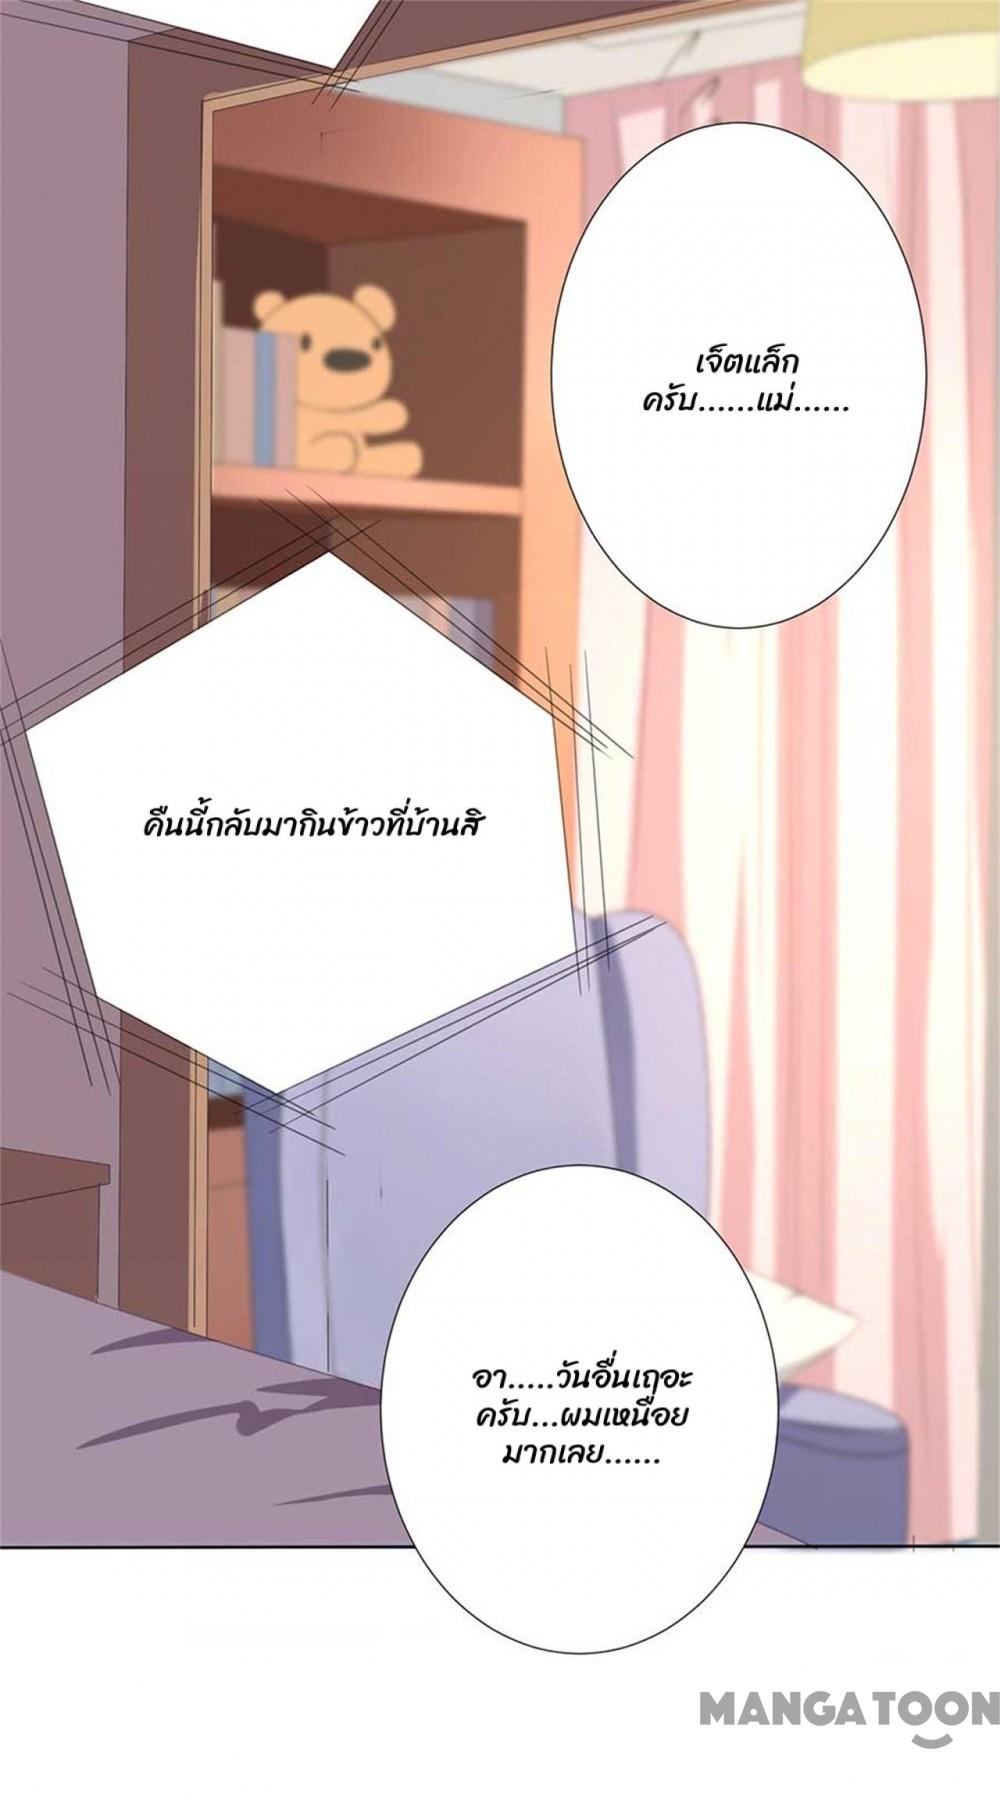 เจ็ตแล็ก
ครับ......แม่......
คืนนี้กลับมากินข้าวที่บ้านสิ
อา.....วันอื่นเถอะ
ครับ...ผมเหนื่อย
มากเลย......
MANGATOON